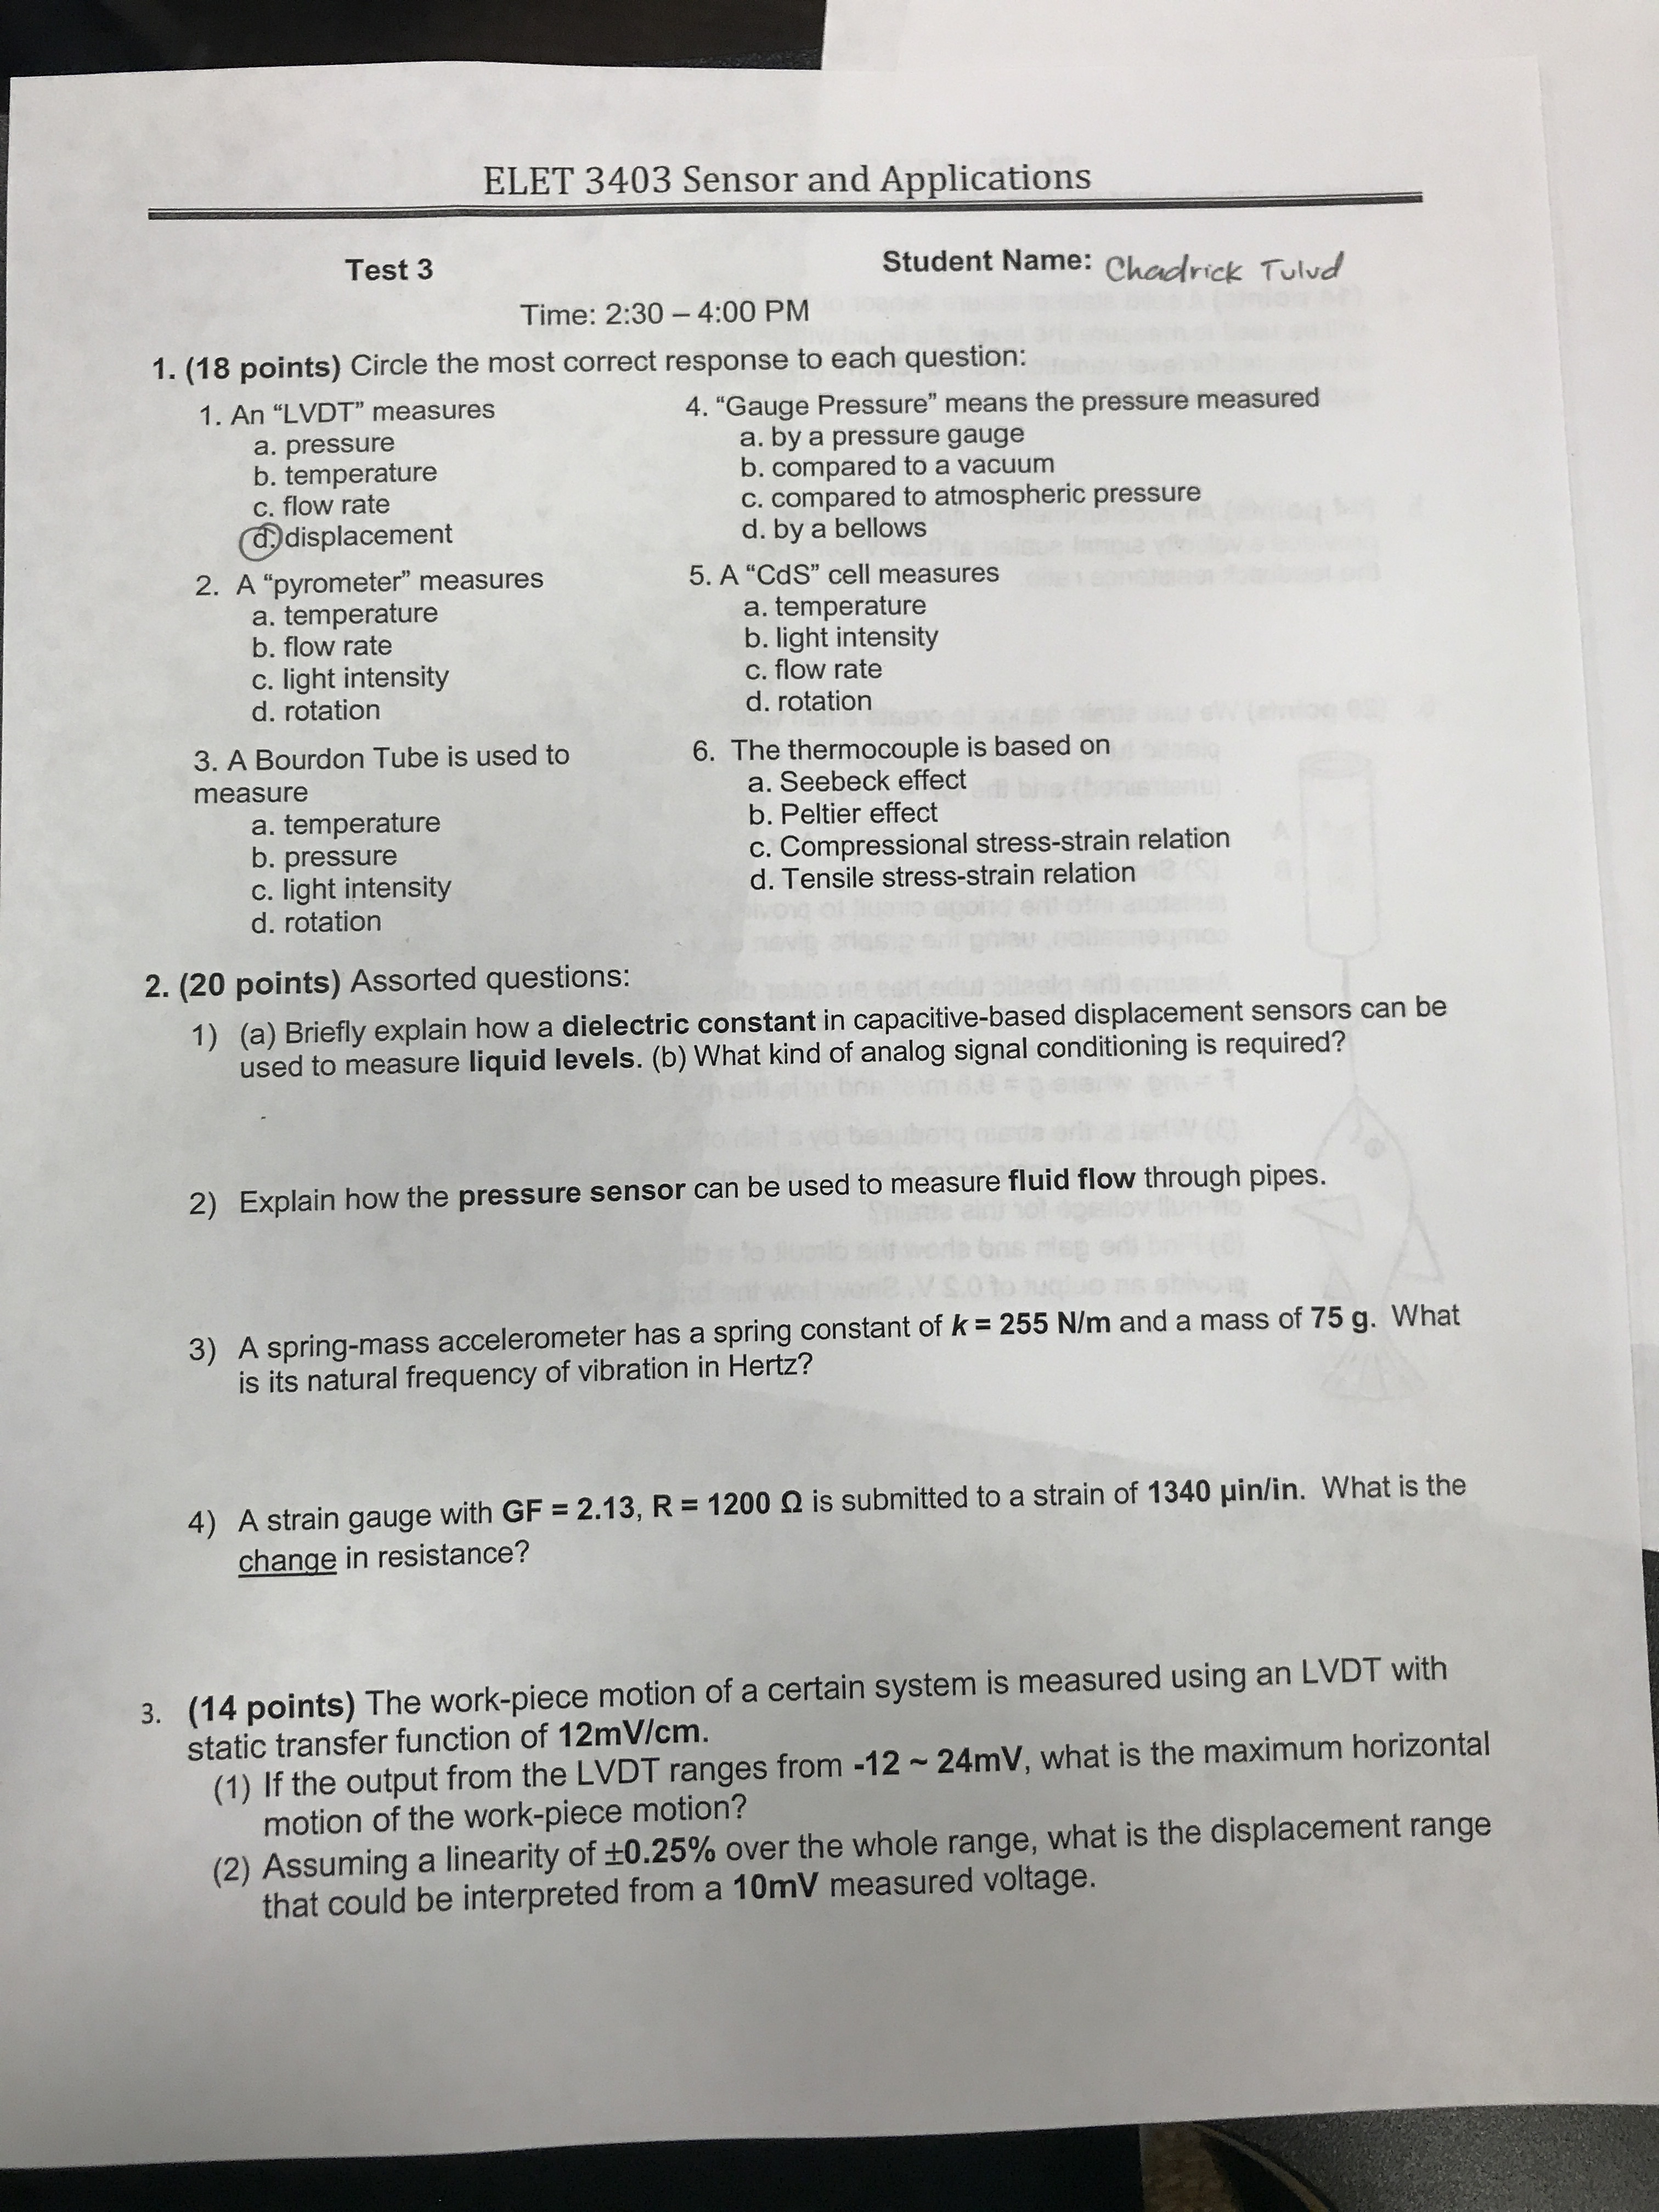 ELET 3403 Sensor and Applications
Test 3 Student Name: Chadrick Tulud
Time: 2:30 – 4:00 PM
1. (18 points) Circle the most correct response to each question:
1. An “LVDT” measures
a. pressure
b. temperature
c. flow rate
d. displacement
2. A “pyrometer” measures
a. temperature
b. flow rate
c. light intensity
d. rotation
3. A Bourdon Tube is used to
measure
a. temperature
b. pressure
c. light intensity
d. rotation
4. “Gauge Pressure” means the pressure measured
a. by a pressure gauge
b. compared to a vacuum
c. compared to atmospheric pressure
d. by a bellows
5. A “CdS” cell measures
a. temperature
b. light intensity
c. flow rate
d. rotation
6. The thermocouple is based on
a. Seebeck effect
b. Peltier effect
c. Compressional stress-strain relation
d. Tensile stress-strain relation
2. (20 points) Assorted questions:
1) (a) Briefly explain how a dielectric constant in capacitive-based displacement sensors can be
used to measure liquid levels. (b) What kind of analog signal conditioning is required?
2) Explain how the pressure sensor can be used to measure fluid flow through pipes.
3) A spring-mass accelerometer has a spring constant of k = 255 N/m and a mass of 75 g. What
is its natural frequency of vibration in Hertz?
4) A strain gauge with GF = 2.13, R = 1200 Ω is submitted to a strain of 1340 μin/in. What is the
change in resistance?
3. (14 points) The work-piece motion of a certain system is measured using an LVDT with
static transfer function of 12mV/cm.
(1) If the output from the LVDT ranges from -12 ~ 24mV, what is the maximum horizontal
motion of the work-piece motion?
(2) Assuming a linearity of ±0.25% over the whole range, what is the displacement range
that could be interpreted from a 10mV measured voltage.